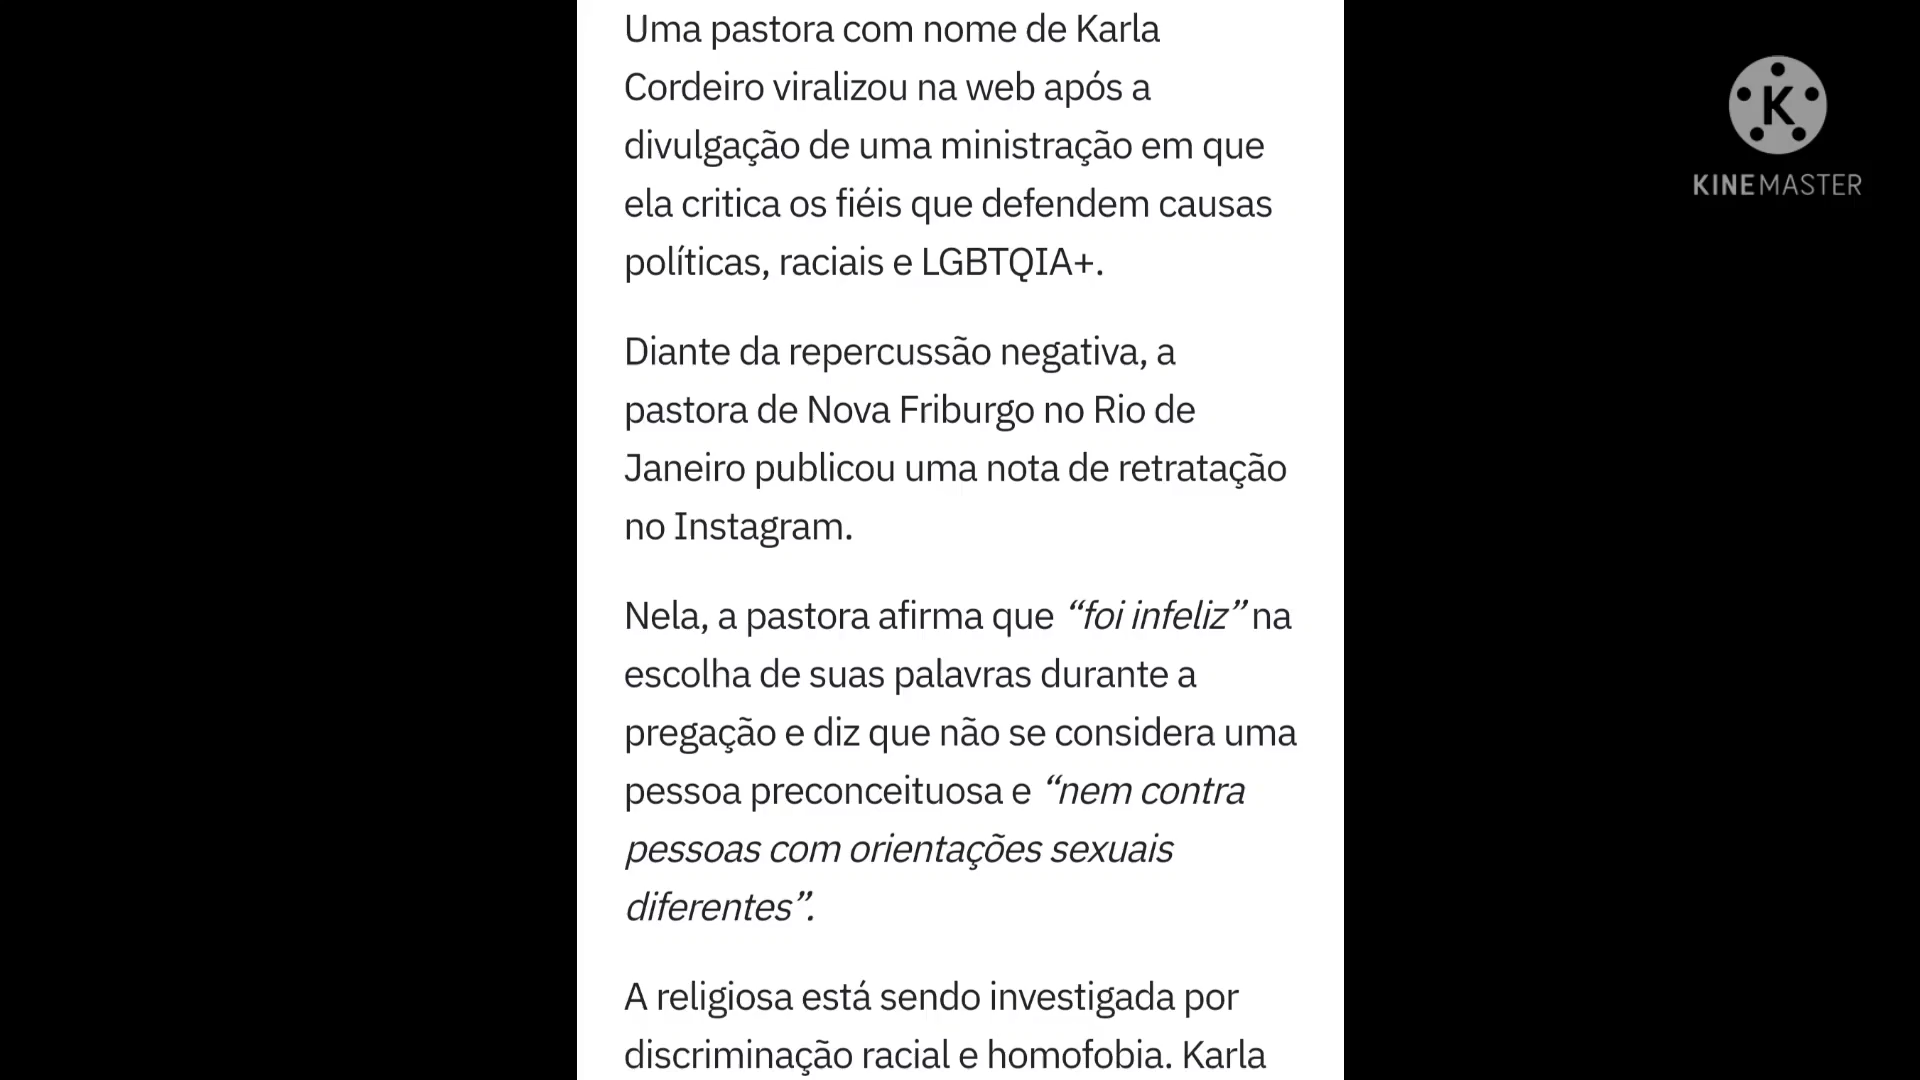 Uma pastora com nome de Karla
Cordeiro viralizou na web após a
divulgação de uma ministração em que
ela critica os fiéis que defendem causas
políticas, raciais e LGBTQIA+.
Diante da repercussão negativa, a
pastora de Nova Friburgo no Rio de
Janeiro publicou uma nota de retratação
no Instagram.
Nela, a pastora afirma que “foi infeliz” na
escolha de suas palavras durante a
pregação e diz que não se considera uma
pessoa preconceituosa e “nem contra
pessoas com orientações sexuais
diferentes”.
A religiosa está sendo investigada por
discriminação racial e homofobia. Karla
K
KINEMASTER